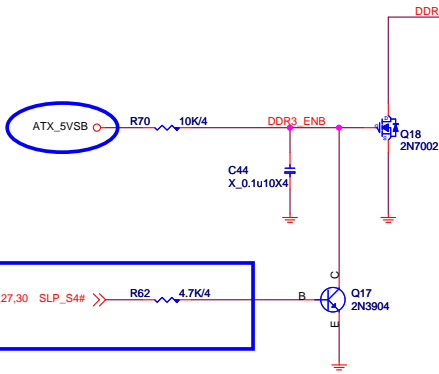 DDR
ATX_5VSB
R70
10K/4
DDR3_ENB
D
G
S
Q18
2N7002
C44
X_0.1u10X4
27,30
SLP_S4#
R62
4.7K/4
B
C
E
Q17
2N3904